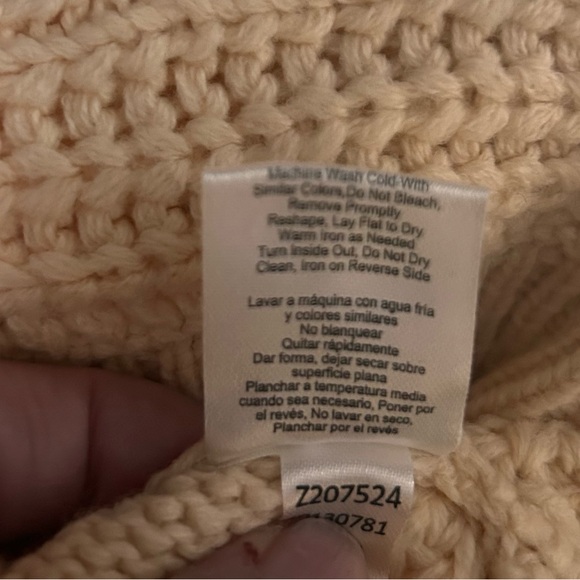 Machine Wash Cold-With
Similar Colors,Do Not Bleach,
Remove Promptly
Reshape, Lay Flat to Dry
Warm Iron as Needed
Turn Inside Out, Do Not Dry
Clean, Iron on Reverse Side
Lavar a máquina con agua fría
y colores similares
No blanquear
Quitar rápidamente
Dar forma, dejar secar sobre
superficie plana
Planchar a temperatura media
cuando sea necesario, Poner por
el revés, No lavar en seco,
Planchar por el revés
7207524